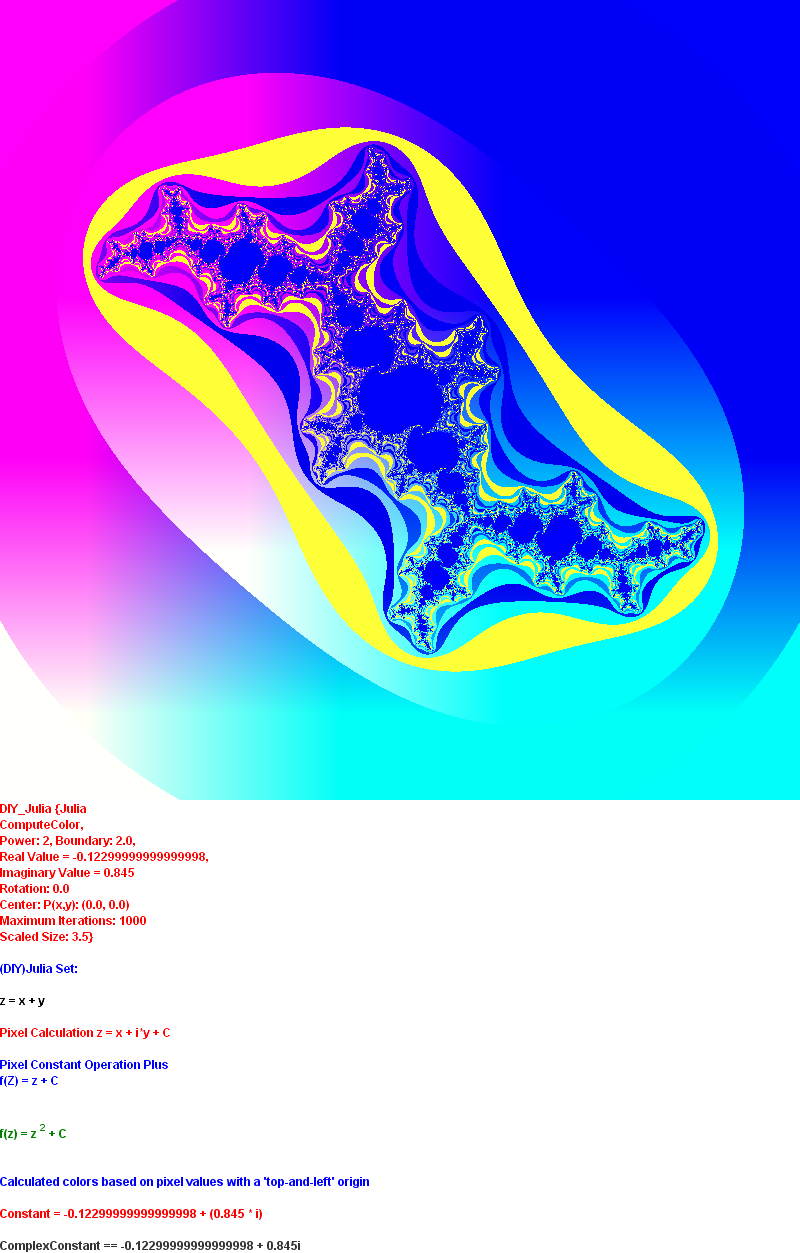 DIY_Julia {Julia
ComputeColor,
Power: 2, Boundary: 2.0,
Real Value = -0.12299999999999998,
Imaginary Value = 0.845
Rotation: 0.0
Center: P(x,y): (0.0, 0.0)
Maximum Iterations: 1000
Scaled Size: 3.5}
(DIY)Julia Set:
z = x + y
Pixel Calculation z = x + i*y + C
Pixel Constant Operation Plus
f(Z) = z + C
f(z) = z ² + C
Calculated colors based on pixel values with a 'top-and-left' origin
Constant = -0.12299999999999998 + (0.845 * i)
ComplexConstant == -0.12299999999999998 + 0.845i